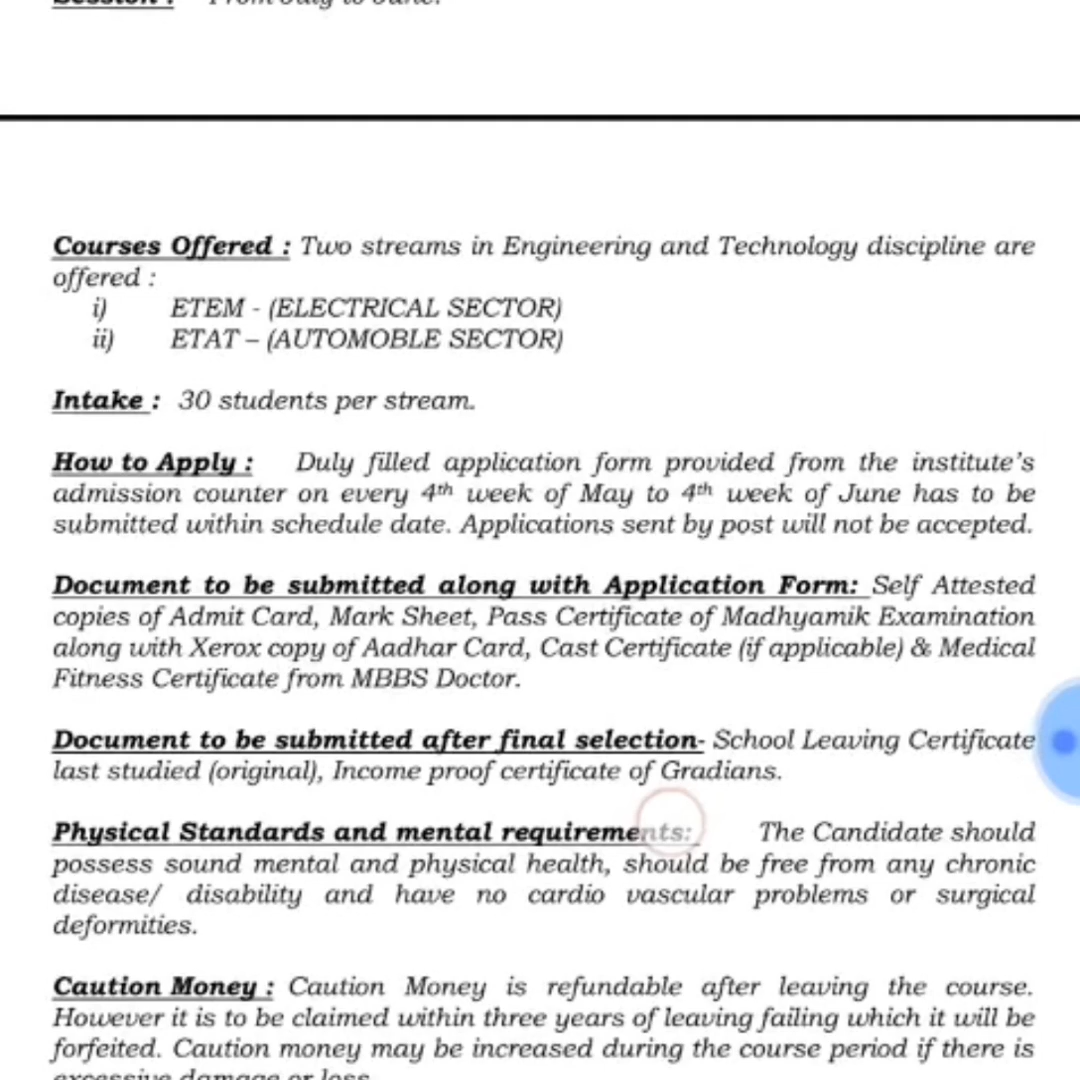 Session : From July to June.
Courses Offered : Two streams in Engineering and Technology discipline are
offered :
i) ETEM - (ELECTRICAL SECTOR)
ii) ETAT – (AUTOMOBLE SECTOR)
Intake : 30 students per stream.
How to Apply : Duly filled application form provided from the institute's
admission counter on every 4th week of May to 4th week of June has to be
submitted within schedule date. Applications sent by post will not be accepted.
Document to be submitted along with Application Form: Self Attested
copies of Admit Card, Mark Sheet, Pass Certificate of Madhyamik Examination
along with Xerox copy of Aadhar Card, Cast Certificate (if applicable) & Medical
Fitness Certificate from MBBS Doctor.
Document to be submitted after final selection- School Leaving Certificate
last studied (original), Income proof certificate of Gradians.
Physical Standards and mental requirements: The Candidate should
possess sound mental and physical health, should be free from any chronic
disease/ disability and have no cardio vascular problems or surgical
deformities.
Caution Money : Caution Money is refundable after leaving the course.
However it is to be claimed within three years of leaving failing which it will be
forfeited. Caution money may be increased during the course period if there is
excessive damage or loss.